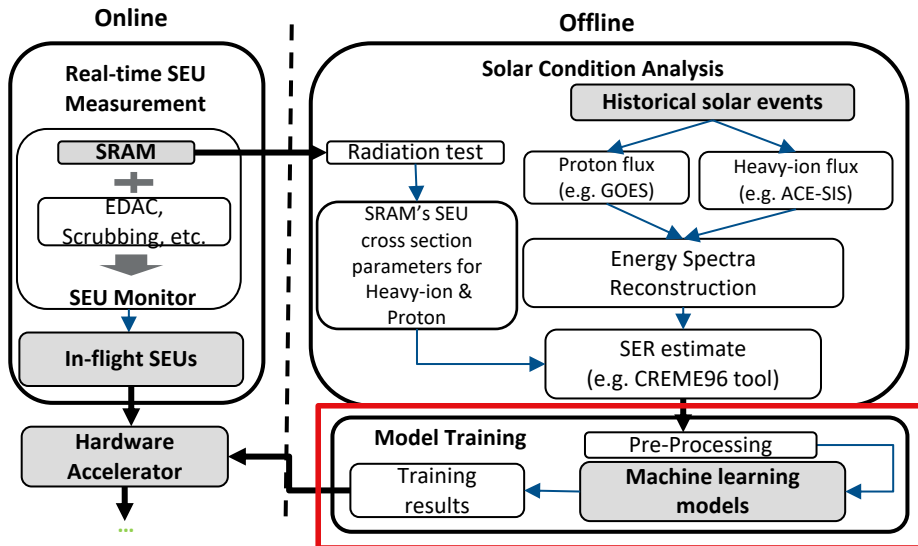 Online
Offline
Real-time SEU
Measurement
SRAM
EDAC,
Scrubbing, etc.
SEU Monitor
In-flight SEUs
Hardware
Accelerator
...
Solar Condition Analysis
Historical solar events
Radiation test
Proton flux
(e.g. GOES)
Heavy-ion flux
(e.g. ACE-SIS)
SRAM's SEU
cross section
parameters for
Heavy-ion &
Proton
Energy Spectra
Reconstruction
SER estimate
(e.g. CREME96 tool)
Model Training
Pre-Processing
Machine learning
models
Training
results